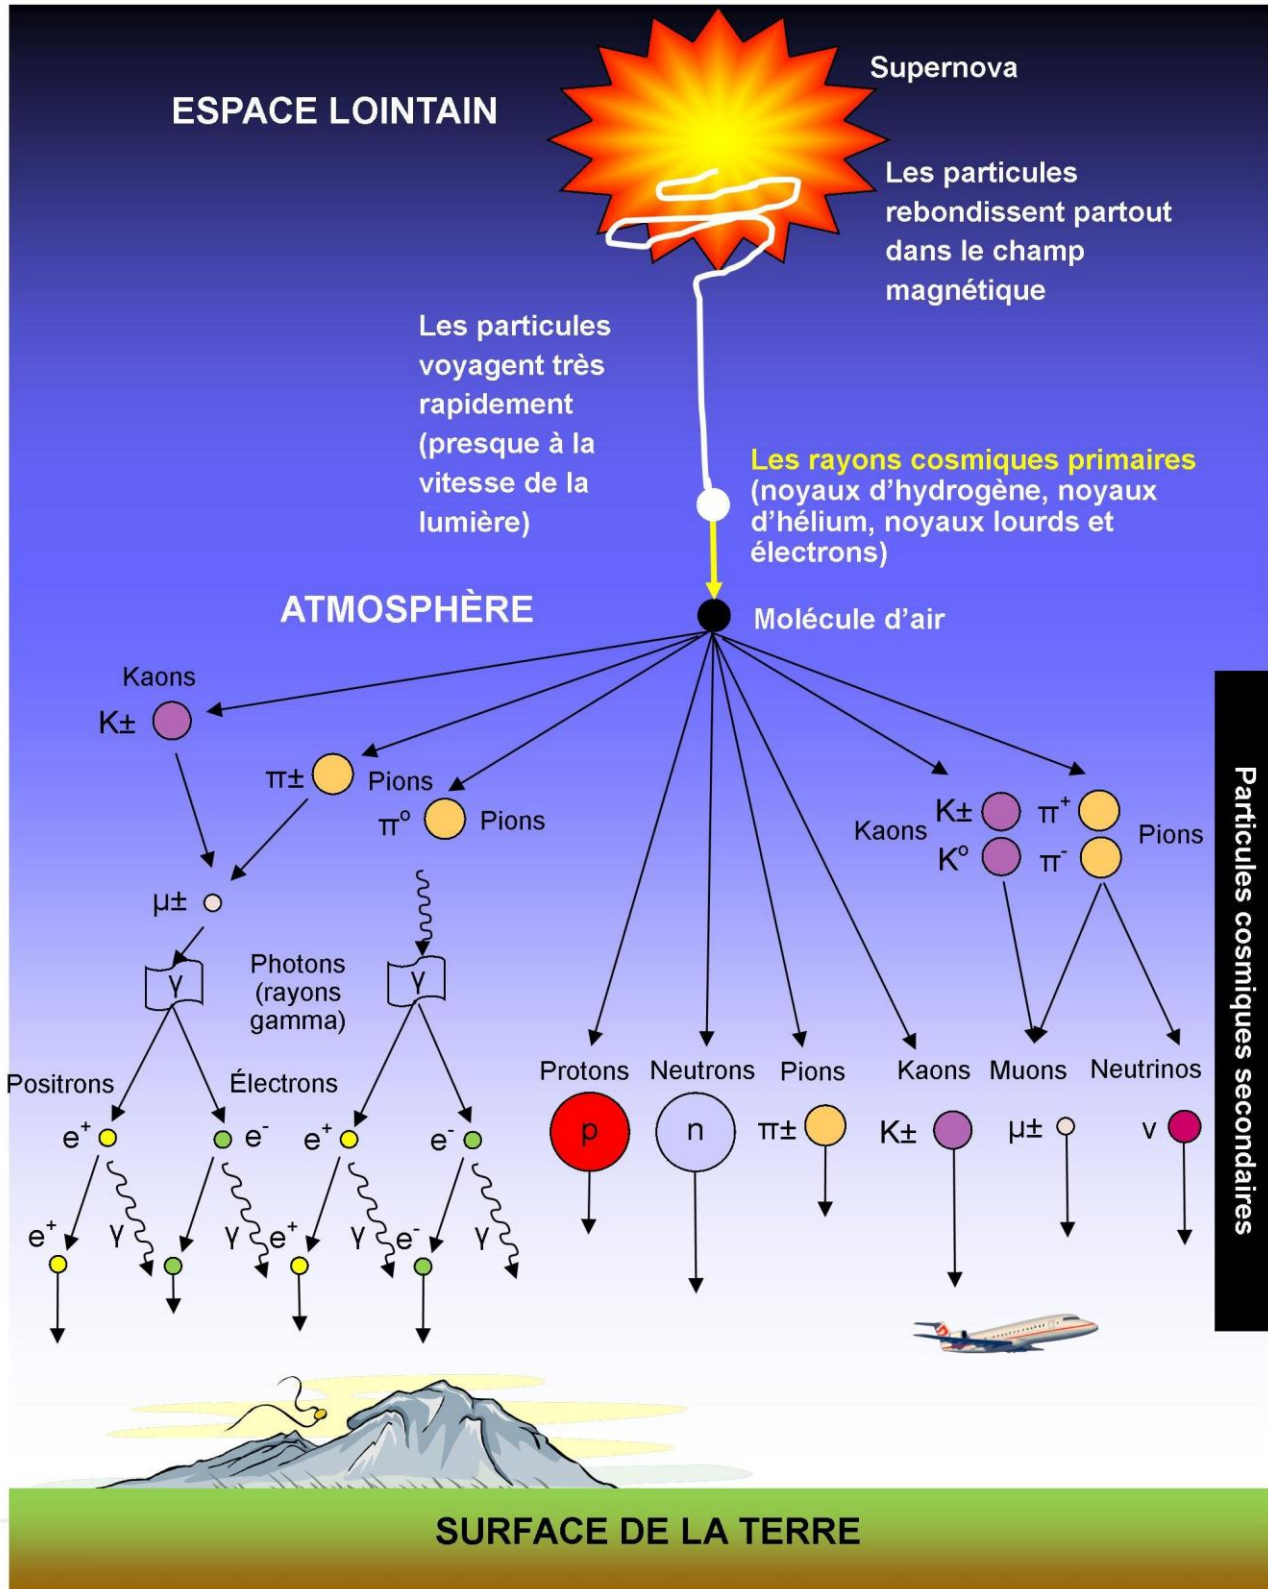 Supernova
ESPACE LOINTAIN
Les particules
rebondissent partout
dans le champ
magnétique
Les particules
voyagent très
rapidement
(presque à la
vitesse de la
lumière)
Les rayons cosmiques primaires
(noyaux d’hydrogène, noyaux
d’hélium, noyaux lourds et
électrons)
ATMOSPHÈRE
Molécule d’air
Kaons
K±
π± Pions
π° Pions
Kaons K± π⁺ Pions
K° π⁻
μ±
Photons
(rayons
gamma)
γ γ
Positrons Électrons
Protons Neutrons Pions Kaons Muons Neutrinos
e⁺ e⁻ e⁺ e⁻
p n π± K± μ± ν
e⁺ γ γ e⁺ γ e⁻ γ
Particules cosmiques secondaires
SURFACE DE LA TERRE